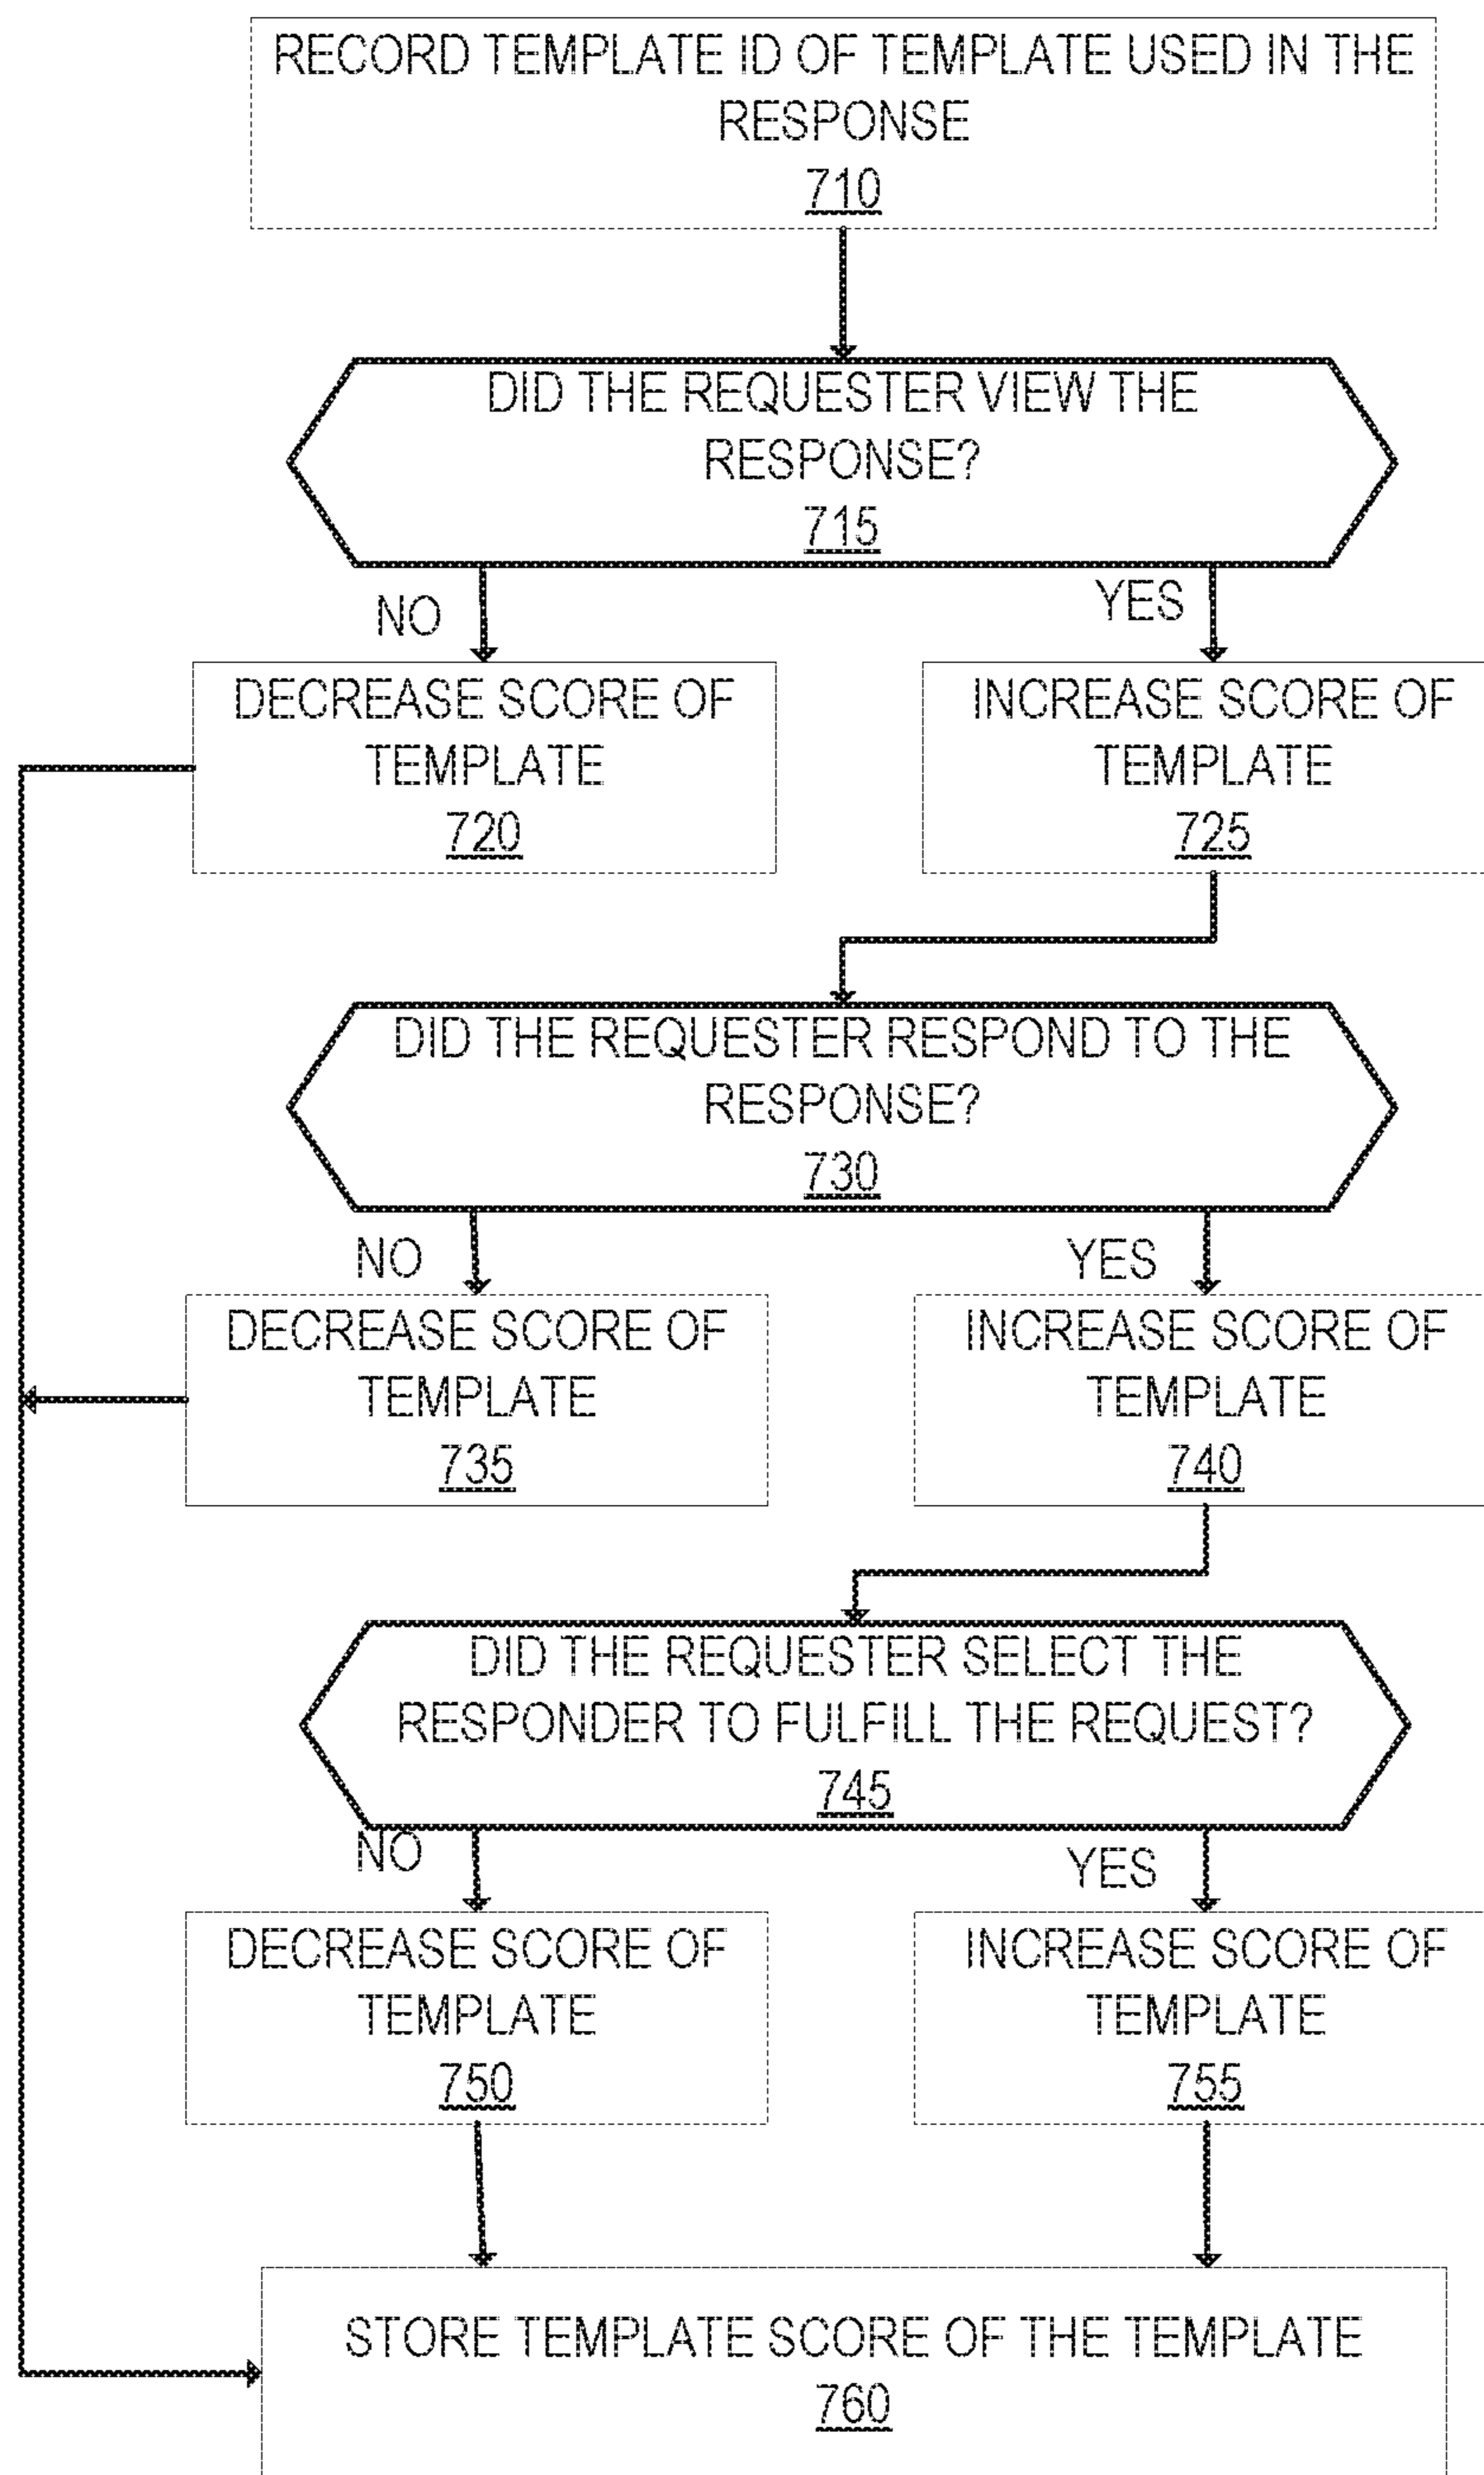 RECORD TEMPLATE ID OF TEMPLATE USED IN THE
RESPONSE
710
DID THE REQUESTER VIEW THE
RESPONSE?
715
NO
YES
DECREASE SCORE OF
TEMPLATE
720
INCREASE SCORE OF
TEMPLATE
725
DID THE REQUESTER RESPOND TO THE
RESPONSE?
730
NO
YES
DECREASE SCORE OF
TEMPLATE
735
INCREASE SCORE OF
TEMPLATE
740
DID THE REQUESTER SELECT THE
RESPONDER TO FULFILL THE REQUEST?
745
NO
YES
DECREASE SCORE OF
TEMPLATE
750
INCREASE SCORE OF
TEMPLATE
755
STORE TEMPLATE SCORE OF THE TEMPLATE
760